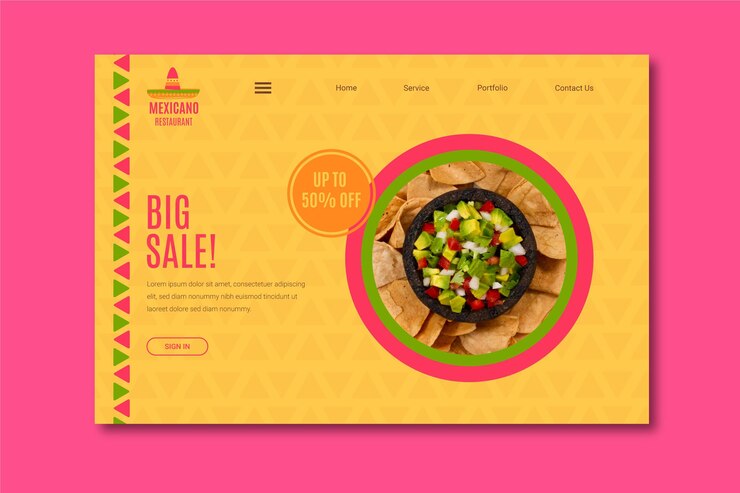 MEXICANO
RESTAURANT
Home
Service
Portfolio
Contact Us
UP TO
50% OFF
BIG
SALE!
Lorem ipsum dolor sit amet, consectetuer adipiscing
elit, sed diam nonummy nibh euismod tincidunt ut
laoreet sed diam nonummy.
SIGN IN